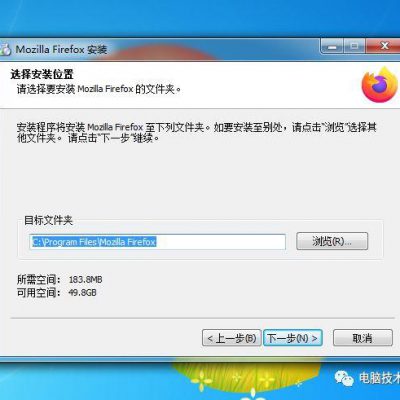 Mozilla Firefox 安装
选择安装位置
请选择要安装 Mozilla Firefox 的文件夹。
安装程序将安装 Mozilla Firefox 至下列文件夹。如要安装至别处，请点击"浏览"选择其
他文件夹。 请点击"下一步"继续。
目标文件夹
C:\Program Files\Mozilla Firefox
浏览(R)...
所需空间: 183.8MB
可用空间: 49.8GB
< 上一步(B)
下一步(N) >
取消
电脑技术